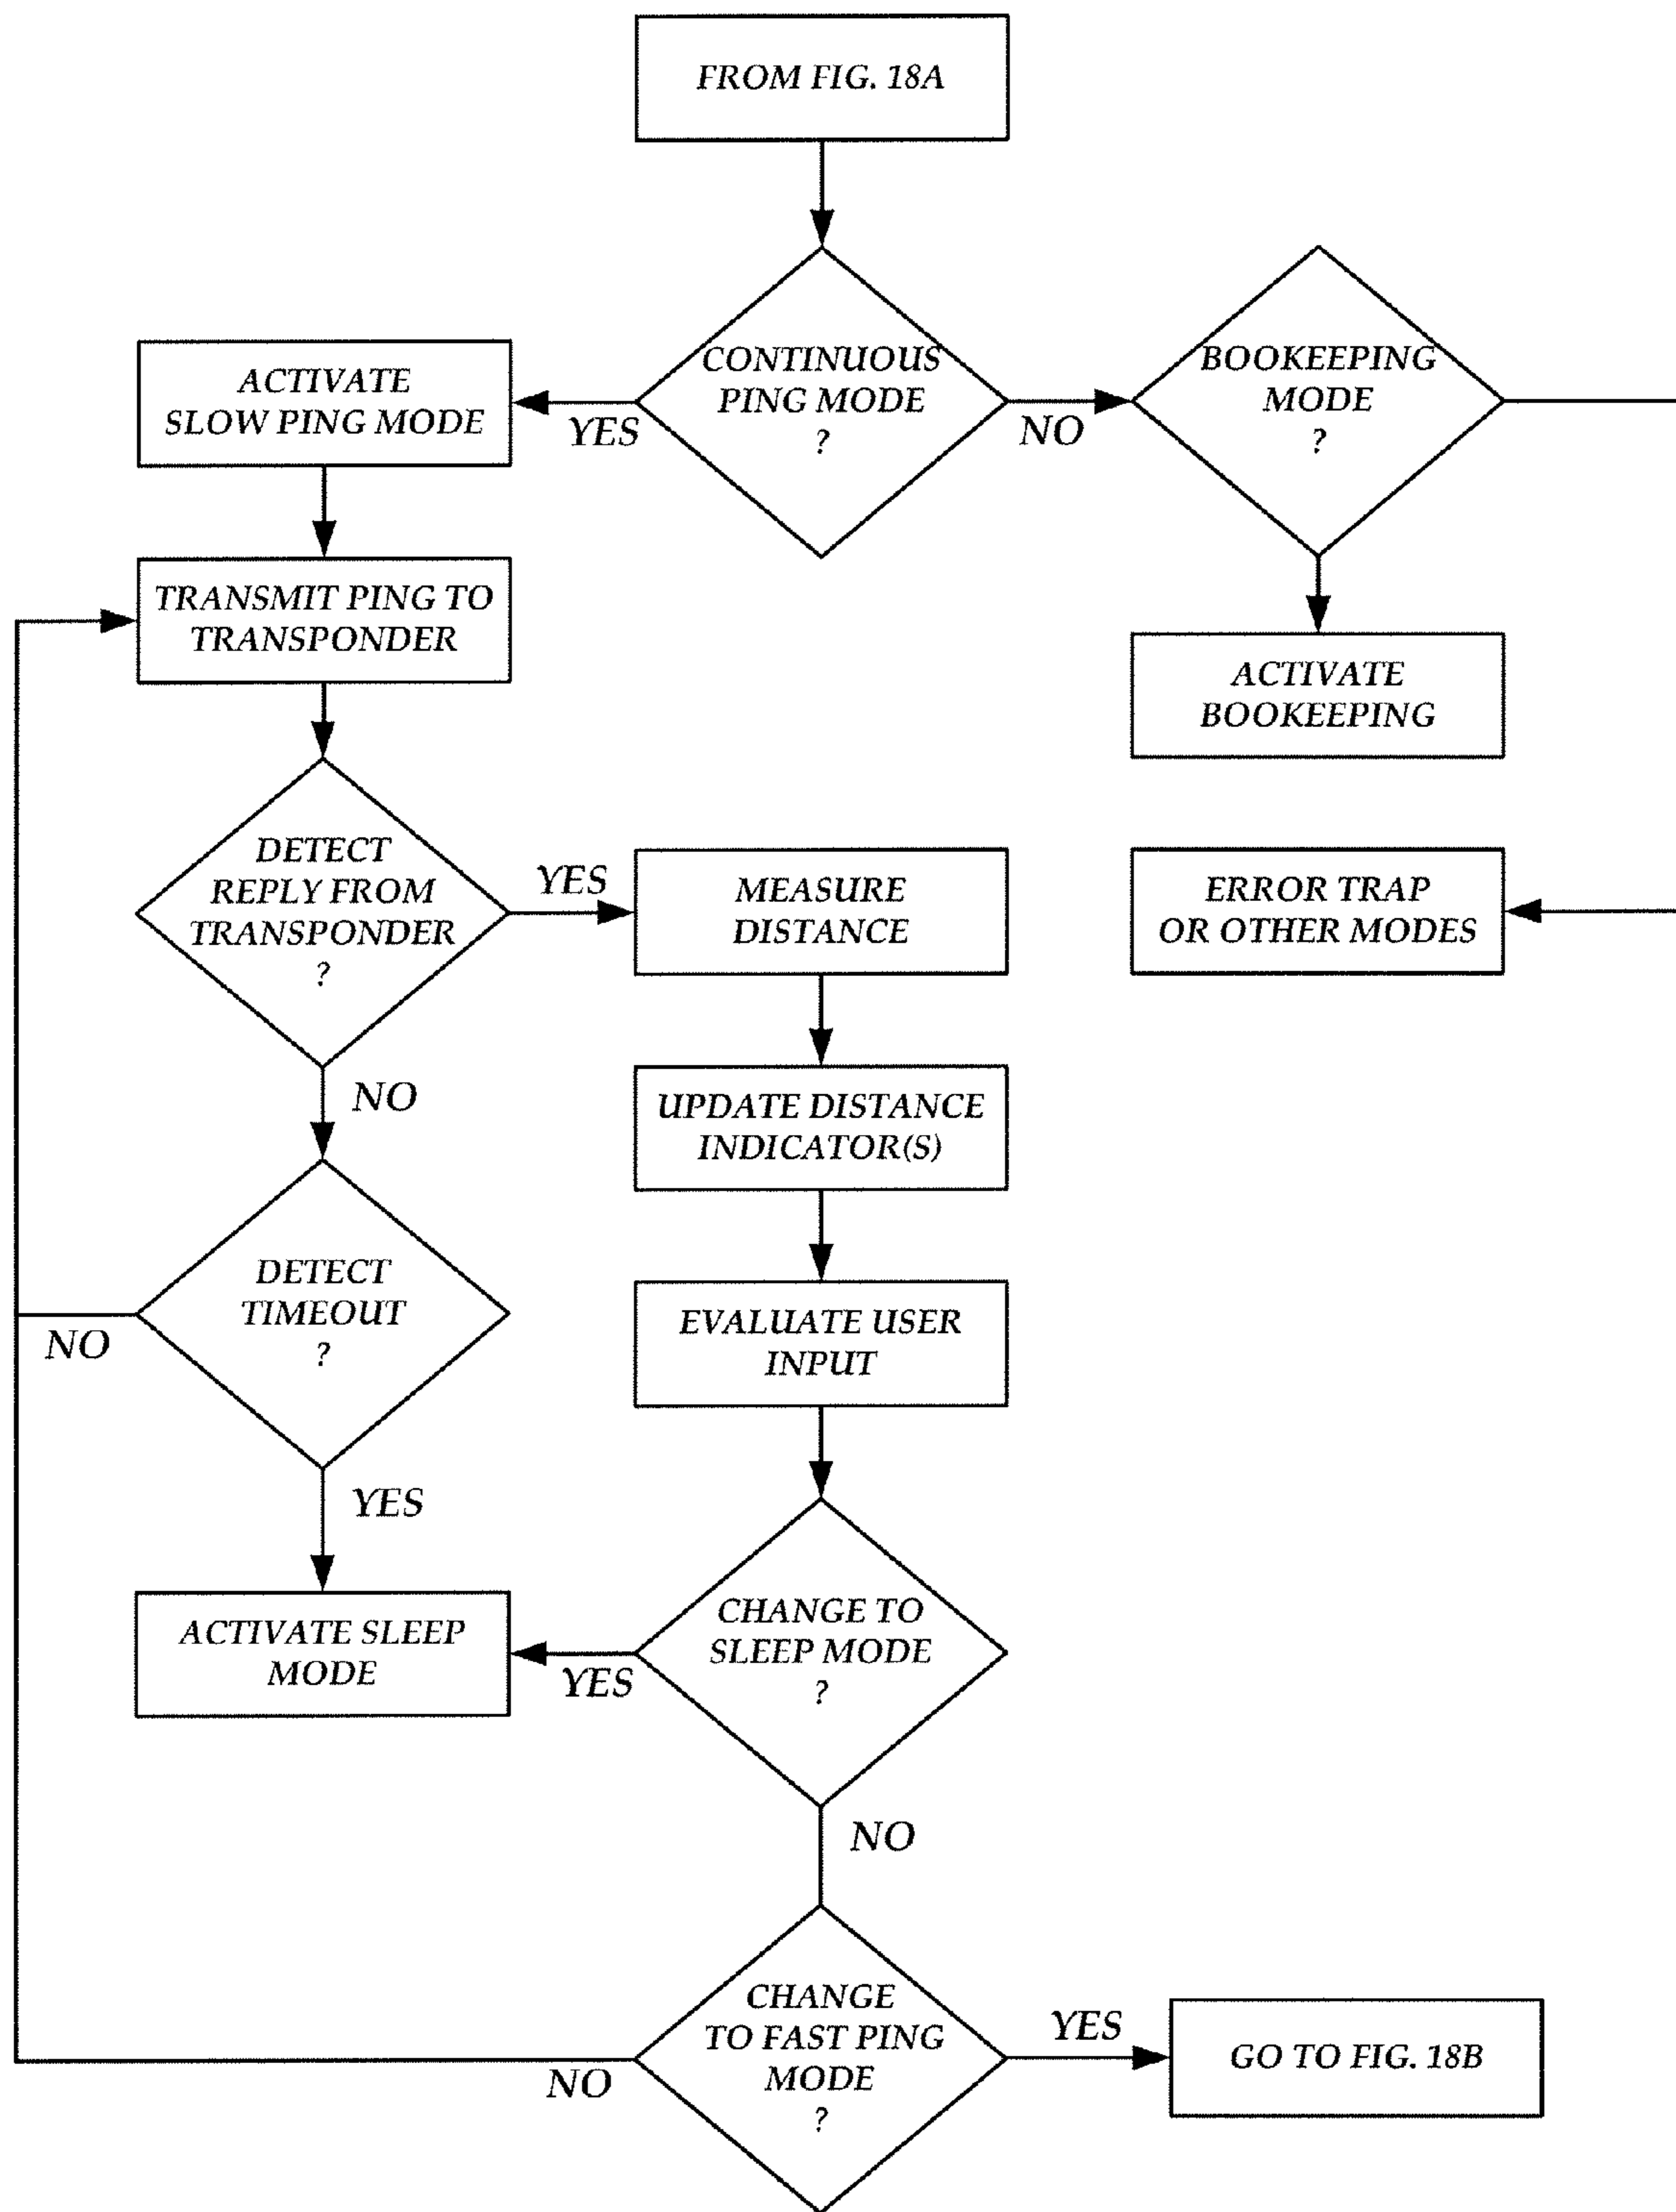 FROM FIG. 18A
CONTINUOUS
PING MODE
?
YES
NO
BOOKEEPING
MODE
?
ACTIVATE
SLOW PING MODE
TRANSMIT PING TO
TRANSPONDER
ACTIVATE
BOOKEEPING
DETECT
REPLY FROM
TRANSPONDER
?
YES
NO
MEASURE
DISTANCE
ERROR TRAP
OR OTHER MODES
UPDATE DISTANCE
INDICATOR(S)
DETECT
TIMEOUT
?
NO
YES
EVALUATE USER
INPUT
ACTIVATE SLEEP
MODE
CHANGE TO
SLEEP MODE
?
YES
NO
CHANGE
TO FAST PING
MODE
?
NO
YES
GO TO FIG. 18B